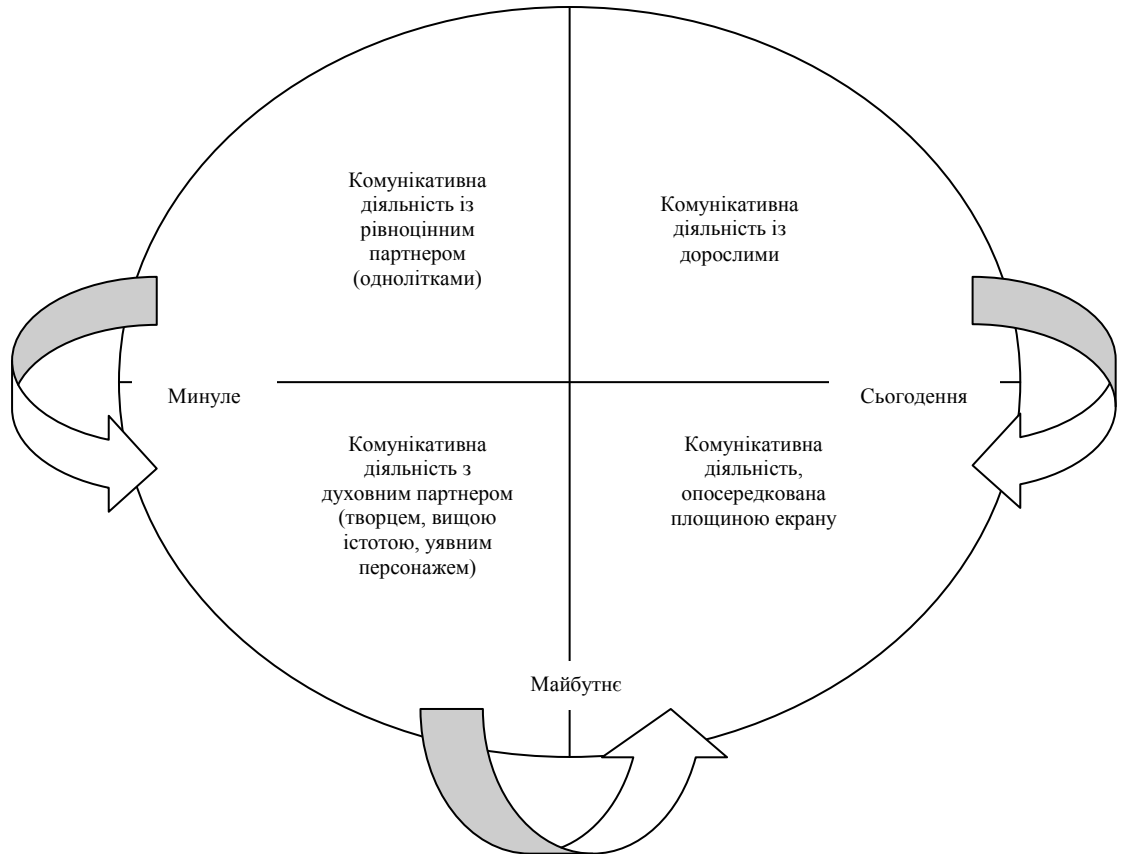 Комунікативна
діяльність із
рівноцінним
партнером
(однолітками)
Комунікативна
діяльність із
дорослими
Минуле
Сьогодення
Комунікативна
діяльність з
духовним партнером
(творцем, вищою
істотою, уявним
персонажем)
Комунікативна
діяльність,
опосередкована
площиною екрану
Майбутнє